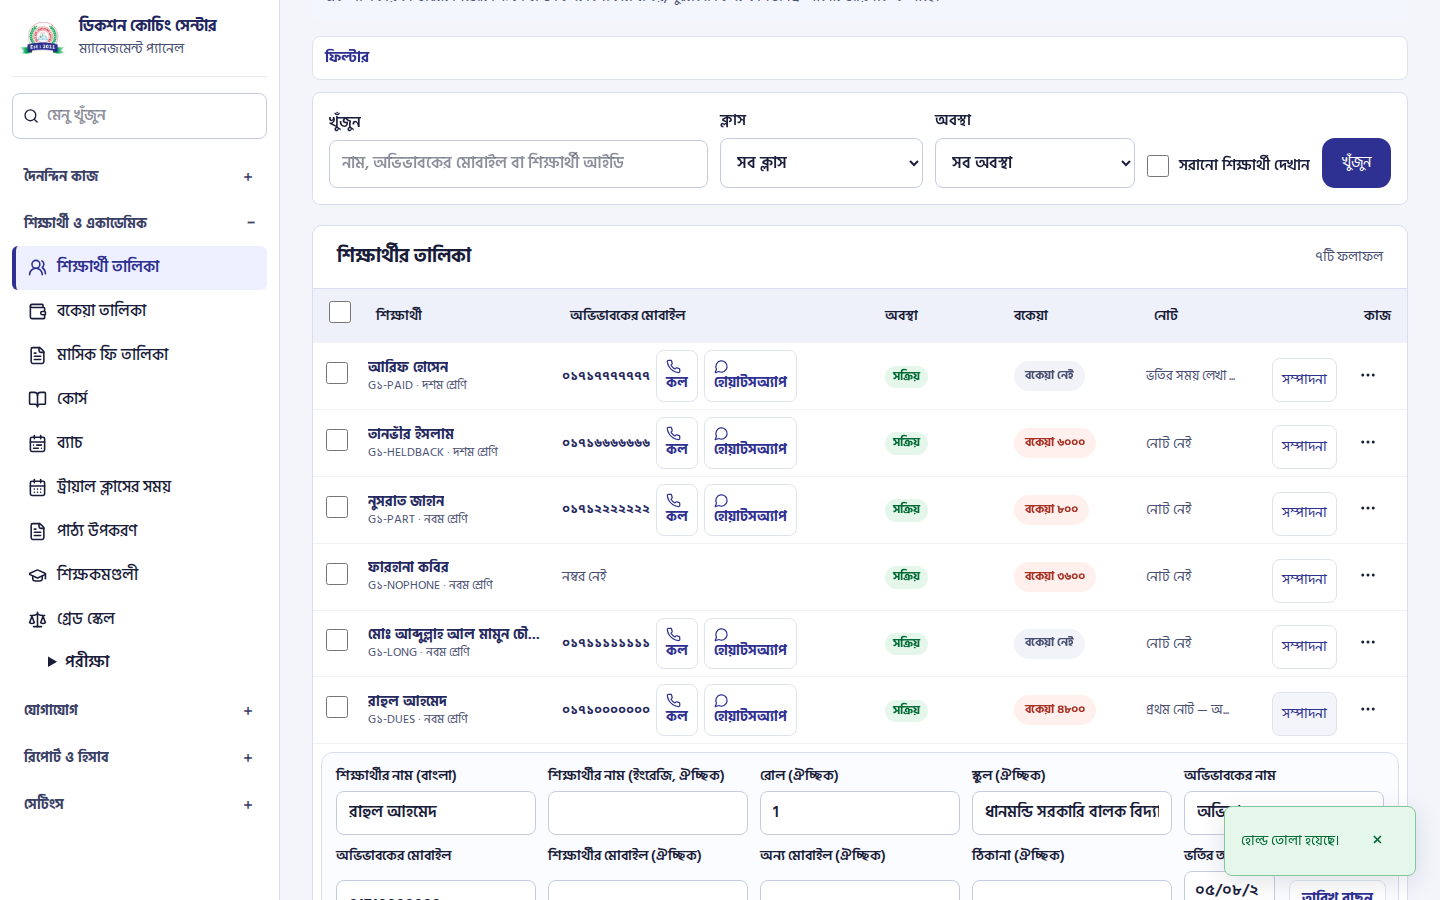 ডিকশন কোচিং সেন্টার
ম্যানেজমেন্ট প্যানেল
Est : 2011
মেনু খুঁজুন
দৈনন্দিন কাজ +
শিক্ষার্থী ও একাডেমিক −
শিক্ষার্থী তালিকা
বকেয়া তালিকা
মাসিক ফি তালিকা
কোর্স
ব্যাচ
ট্রায়াল ক্লাসের সময়
পাঠ্য উপকরণ
শিক্ষকমণ্ডলী
গ্রেড স্কেল
পরীক্ষা
যোগাযোগ +
রিপোর্ট ও হিসাব +
সেটিংস +
ফিল্টার
খুঁজুন ক্লাস অবস্থা
নাম, অভিভাবকের মোবাইল বা শিক্ষার্থী আইডি সব ক্লাস সব অবস্থা সরানো শিক্ষার্থী দেখান খুঁজুন
শিক্ষার্থীর তালিকা ৭টি ফলাফল
শিক্ষার্থী অভিভাবকের মোবাইল অবস্থা বকেয়া নোট কাজ
আরিফ হোসেন
G১-PAID · দশম শ্রেণি
০১৭১৭৭৭৭৭৭৭ কল হোয়াটসঅ্যাপ সক্রিয় বকেয়া নেই ভর্তির সময় লেখা ... সম্পাদনা ...
তানভীর ইসলাম
G১-HELDBACK · দশম শ্রেণি
০১৭১৬৬৬৬৬৬৬ কল হোয়াটসঅ্যাপ সক্রিয় বকেয়া ৬০০০ নোট নেই সম্পাদনা ...
নুসরাত জাহান
G১-PART · নবম শ্রেণি
০১৭১২২২২২২২ কল হোয়াটসঅ্যাপ সক্রিয় বকেয়া ৮০০ নোট নেই সম্পাদনা ...
ফারহানা কবির
G১-NOPHONE · নবম শ্রেণি
নম্বর নেই সক্রিয় বকেয়া ৩৬০০ নোট নেই সম্পাদনা ...
মোঃ আব্দুল্লাহ আল মামুন চৌ...
G১-LONG · নবম শ্রেণি
০১৭১১১১১১১১ কল হোয়াটসঅ্যাপ সক্রিয় বকেয়া নেই নোট নেই সম্পাদনা ...
রাহুল আহমেদ
G১-DUES · নবম শ্রেণি
০১৭১০০০০০০০ কল হোয়াটসঅ্যাপ সক্রিয় বকেয়া ৪৮০০ প্রথম নোট — অ... সম্পাদনা ...
শিক্ষার্থীর নাম (বাংলা) শিক্ষার্থীর নাম (ইংরেজি, ঐচ্ছিক) রোল (ঐচ্ছিক) স্কুল (ঐচ্ছিক) অভিভাবকের নাম
রাহুল আহমেদ 1 ধানমন্ডি সরকারি বালক
অভিভাবকের মোবাইল শিক্ষার্থীর মোবাইল (ঐচ্ছিক) অন্য মোবাইল (ঐচ্ছিক) ঠিকানা (ঐচ্ছিক) ভর্তির
০৫/০৮/২ তারিখ বাছুন
হোল্ড তোলা হয়েছে। ×